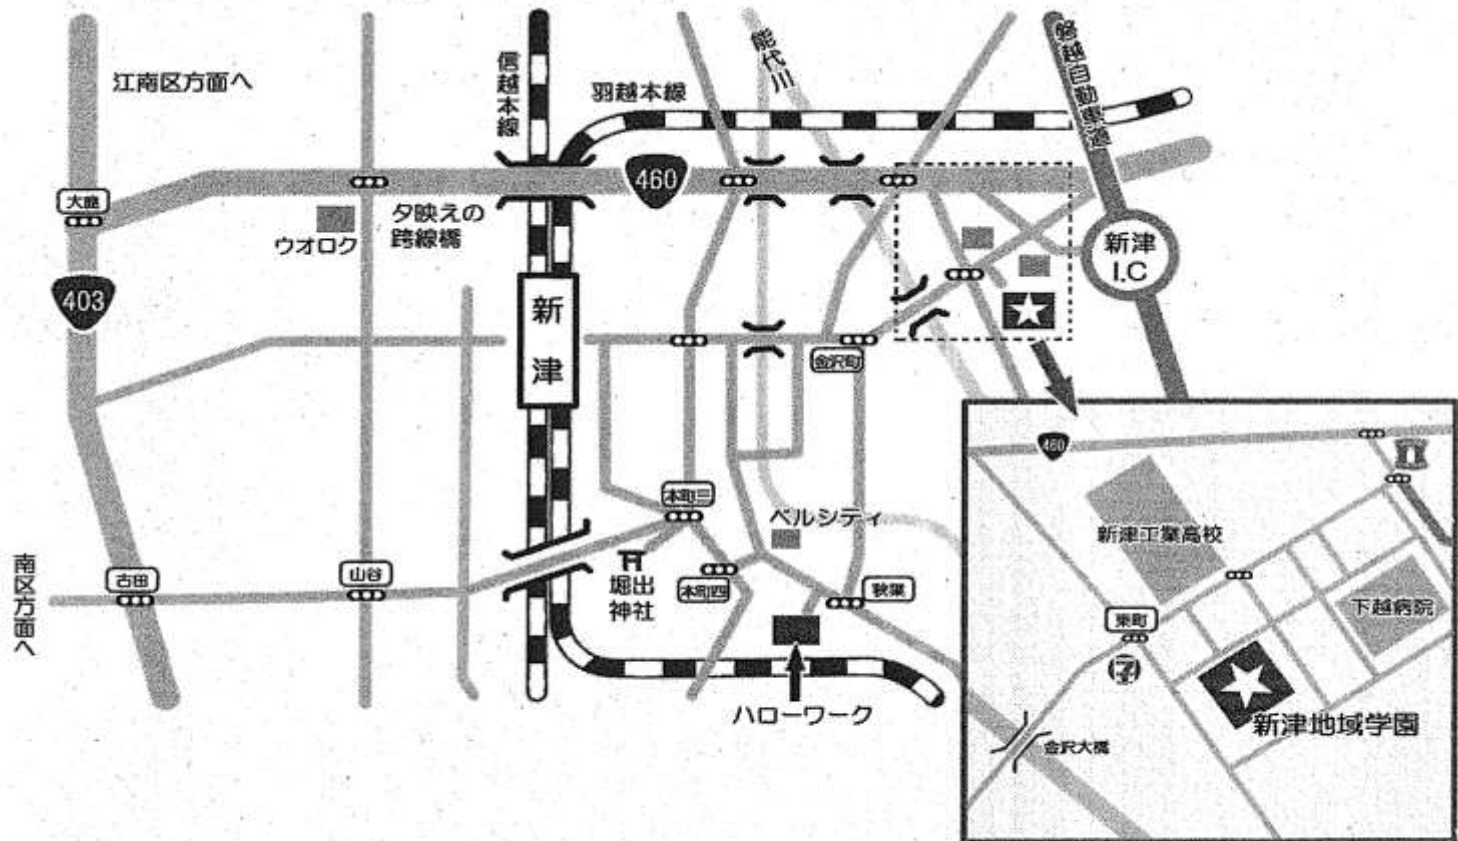 江南区方面へ
信越本線
羽越本線
能代川
磐越自動車道
大鹿
460
ウオロク
夕映えの
跨線橋
新津
I.C
403
新津
金沢町
本町三
ベルシティ
南区方面へ
古田
山谷
堀出
神社
本町四
秋葉
ハローワーク
460
新津工業高校
下越病院
東町
7
新津地域学園
金沢大橋